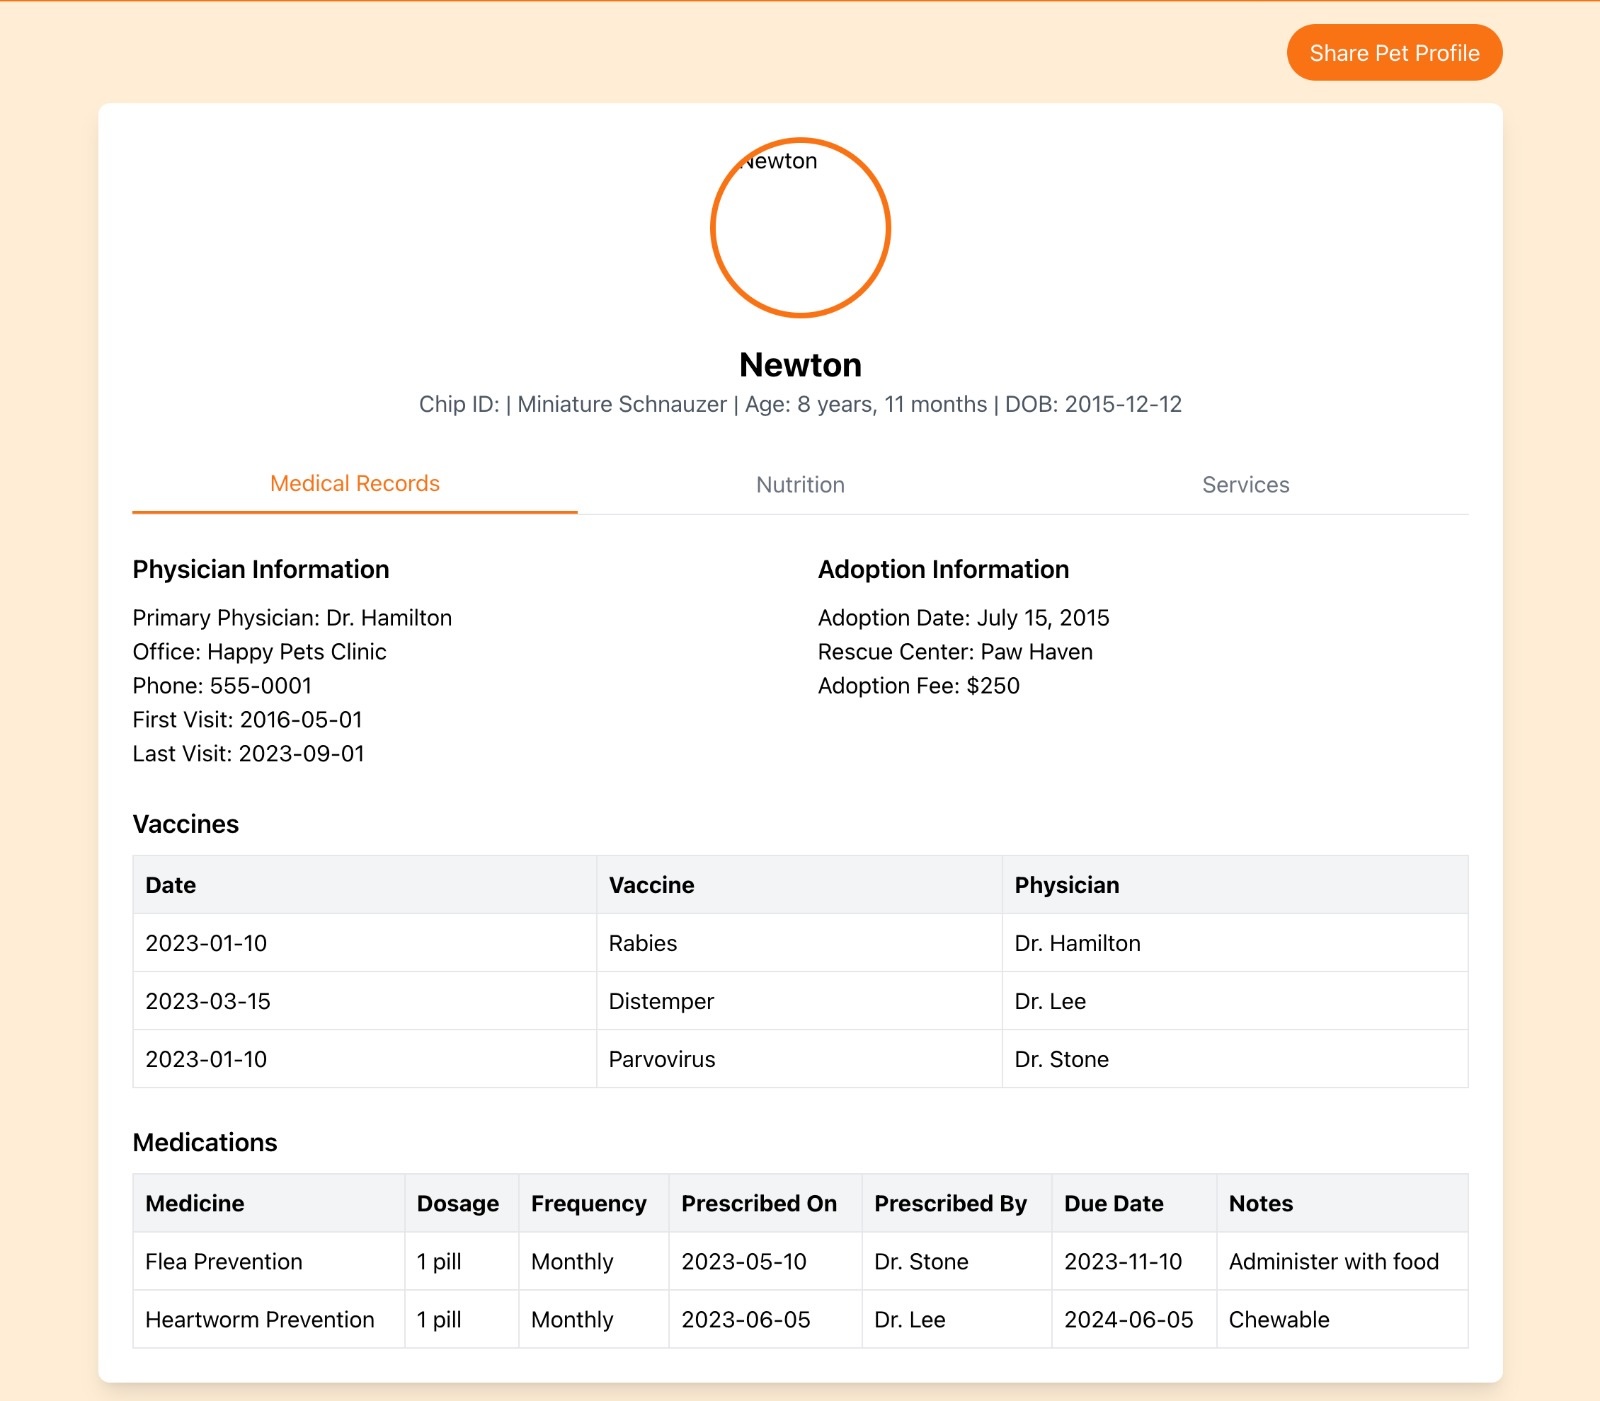 Share Pet Profile
Newton
Newton
Chip ID: | Miniature Schnauzer | Age: 8 years, 11 months | DOB: 2015-12-12
Medical Records Nutrition Services
Physician Information
Primary Physician: Dr. Hamilton
Office: Happy Pets Clinic
Phone: 555-0001
First Visit: 2016-05-01
Last Visit: 2023-09-01
Adoption Information
Adoption Date: July 15, 2015
Rescue Center: Paw Haven
Adoption Fee: $250
Vaccines
Date Vaccine Physician
2023-01-10 Rabies Dr. Hamilton
2023-03-15 Distemper Dr. Lee
2023-01-10 Parvovirus Dr. Stone
Medications
Medicine Dosage Frequency Prescribed On Prescribed By Due Date Notes
Flea Prevention 1 pill Monthly 2023-05-10 Dr. Stone 2023-11-10 Administer with food
Heartworm Prevention 1 pill Monthly 2023-06-05 Dr. Lee 2024-06-05 Chewable